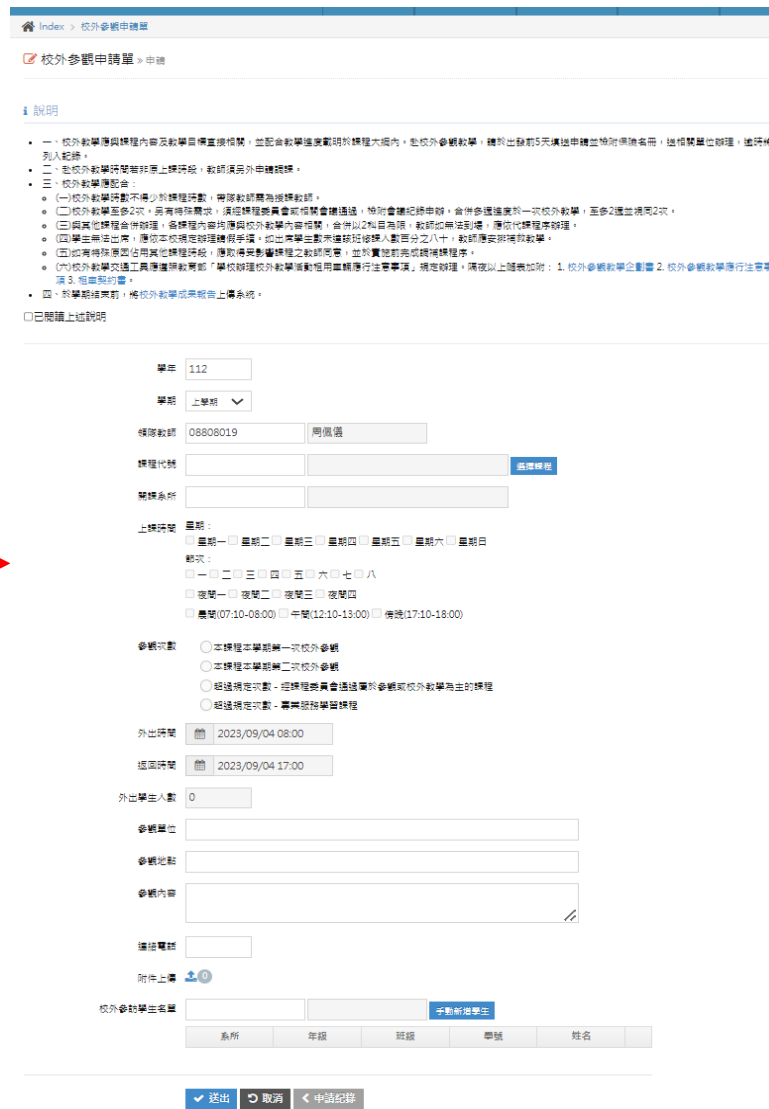 Index > 校外參觀申請單
校外參觀申請單 » 申請
說明
一、校外教學應與課程內容及教學目標直接相關，並配合教學進度載明於課程大綱內。赴校外參觀教學，請於出發前5天填送申請並檢附保險名冊，送相關單位辦理，逾時將
列入記錄。
二、赴校外教學時間若非原上課時段，教師須另外申請調課。
三、校外教學應配合：
(一)校外教學時數不得少於課程時數，帶隊教師需為授課教師。
(二)校外教學至多2次。另有特殊需求，須經課程委員會或相關會議通過，檢附會議紀錄申辦。合併多週進度於一次校外教學，至多2週並視同2次。
(三)與其他課程合併辦理，各課程內容均應與校外教學內容相關，合併以2科目為限，教師如無法到場，應依代課程序辦理。
(四)學生無法出席，應依本校規定辦理請假手續。如出席學生數未達該班修課人數百分之八十，教師應安排補救教學。
(五)如有特殊原因佔用其他課程時段，應取得受影響課程之教師同意，並於實施前完成調補課程序。
(六)校外教學交通工具應遵照教育部「學校辦理校外教學活動租用車輛應行注意事項」規定辦理。隔夜以上隨表加附： 1. 校外參觀教學企劃書 2. 校外參觀教學應行注意事
項 3. 租車契約書。
四、於學期結束前，將校外教學成果報告上傳系統。
已閱讀上述說明
學年 112
學期 上學期
領隊教師 08808019 周佩儀
課程代號 選擇課程
開課系所
上課時間 星期：
星期一 星期二 星期三 星期四 星期五 星期六 星期日
節次：
一 二 三 四 五 六 七 八
夜間一 夜間二 夜間三 夜間四
晨間(07:10-08:00) 午間(12:10-13:00) 傍晚(17:10-18:00)
參觀次數 本課程本學期第一次校外參觀
本課程本學期第二次校外參觀
超過規定次數 - 經課程委員會通過屬於參觀或校外教學為主的課程
超過規定次數 - 專業服務學習課程
外出時間 2023/09/04 08:00
返回時間 2023/09/04 17:00
外出學生人數 0
參觀單位
參觀地點
參觀內容
連接電話
附件上傳 0
校外參訪學生名單 手動新增學生
系所 年級 班級 學號 姓名
送出 取消 申請紀錄